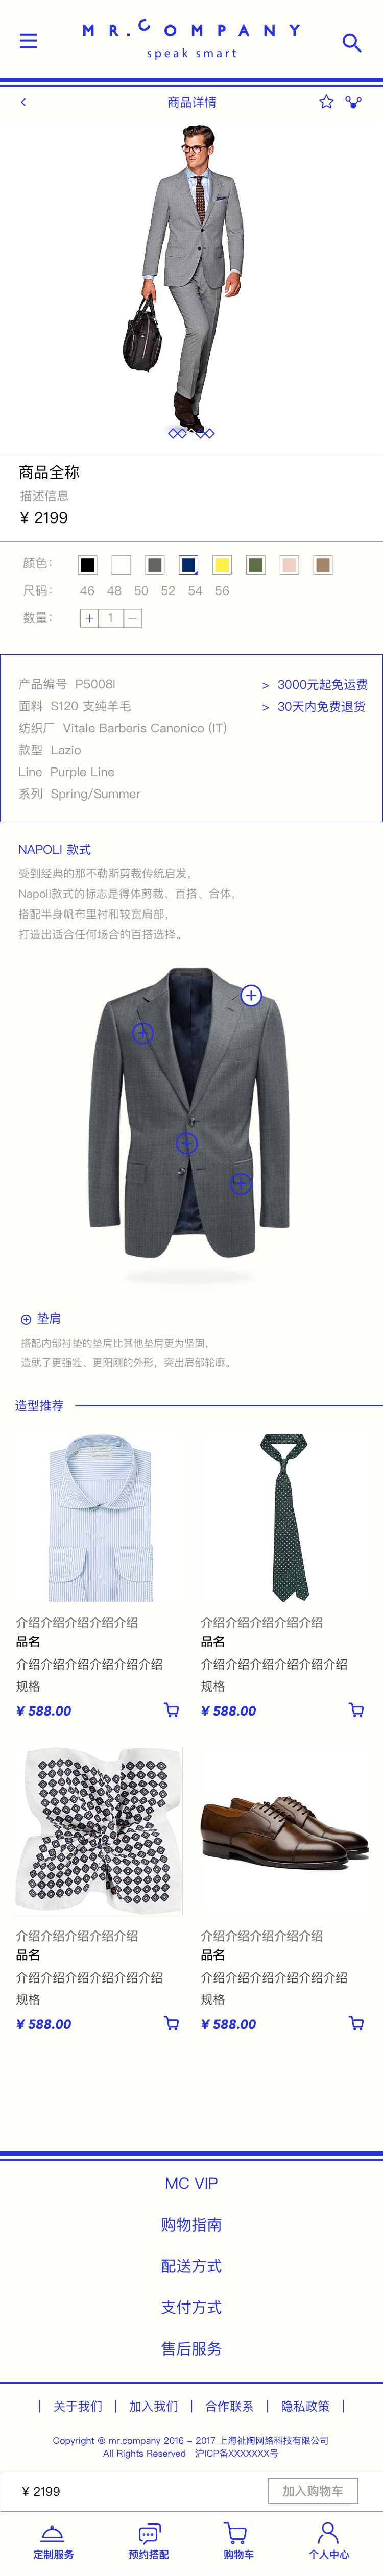 MR.COMPANY
speak smart
商品详情
商品全称
描述信息
¥ 2199
颜色：
尺码： 46 48 50 52 54 56
数量： + 1 −
产品编号 P5008I
> 3000元起免运费
面料 S120 支纯羊毛
> 30天内免费退货
纺织厂 Vitale Barberis Canonico (IT)
款型 Lazio
Line Purple Line
系列 Spring/Summer
NAPOLI 款式
受到经典的那不勒斯剪裁传统启发，
Napoli款式的标志是得体剪裁、百搭、合体，
搭配半身帆布里衬和较宽肩部，
打造出适合任何场合的百搭选择。
垫肩
搭配内部衬垫的垫肩比其他垫肩更为坚固，
造就了更强壮、更阳刚的外形，突出肩部轮廓。
造型推荐
介绍介绍介绍介绍介绍
品名
介绍介绍介绍介绍介绍介绍
规格
¥ 588.00
介绍介绍介绍介绍介绍
品名
介绍介绍介绍介绍介绍介绍
规格
¥ 588.00
介绍介绍介绍介绍介绍
品名
介绍介绍介绍介绍介绍介绍
规格
¥ 588.00
介绍介绍介绍介绍介绍
品名
介绍介绍介绍介绍介绍介绍
规格
¥ 588.00
MC VIP
购物指南
配送方式
支付方式
售后服务
| 关于我们 | 加入我们 | 合作联系 | 隐私政策 |
Copyright @ mr.company 2016 - 2017 上海祉陶网络科技有限公司
All Rights Reserved 沪ICP备XXXXXXX号
¥ 2199
加入购物车
定制服务 预约搭配 购物车 个人中心